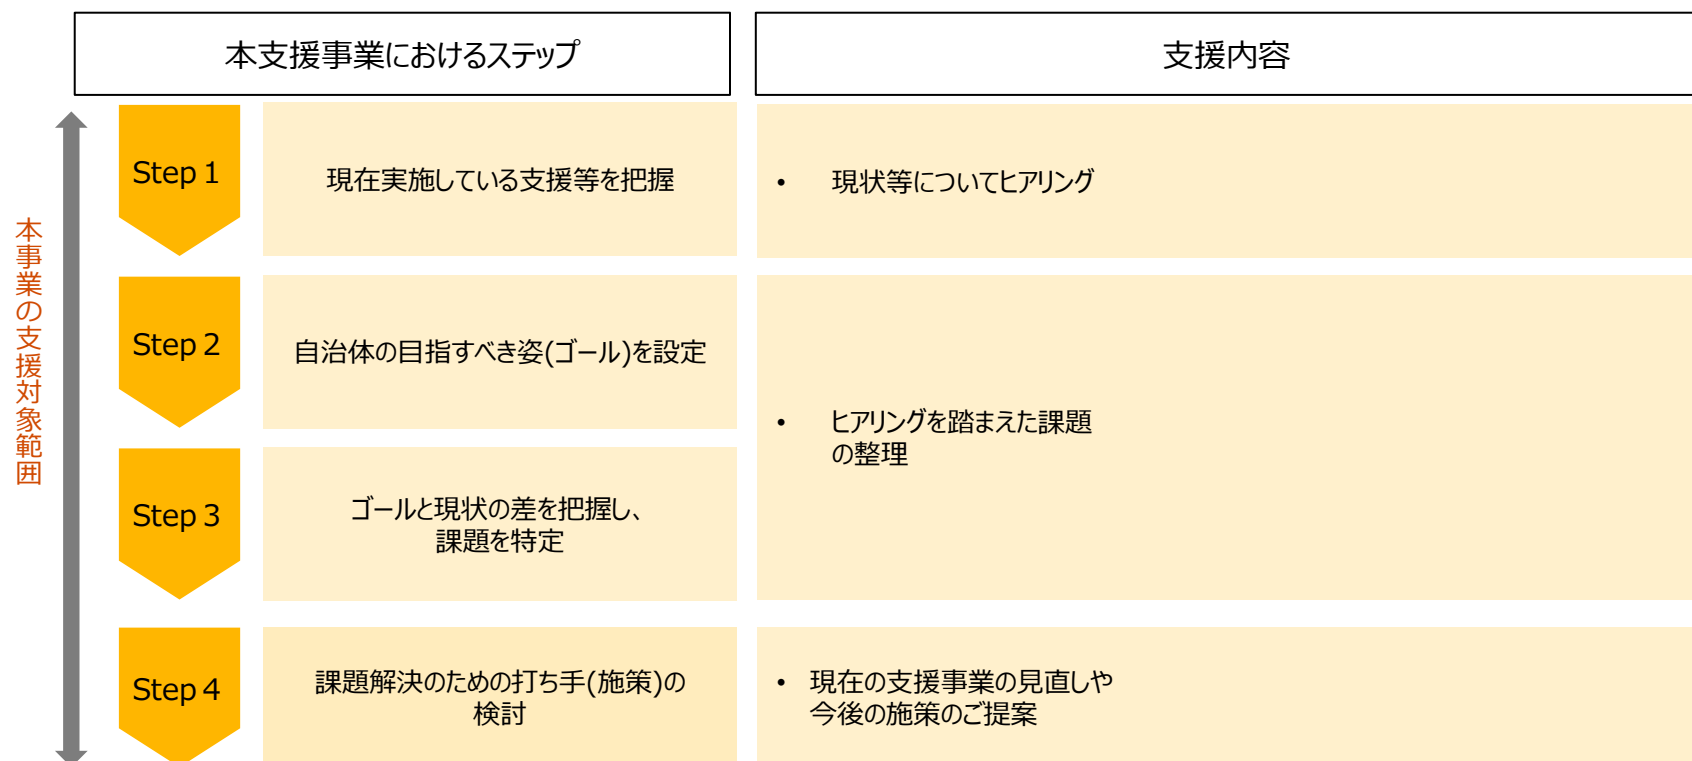 本支援事業におけるステップ
支援内容
本事業の支援対象範囲
Step 1
現在実施している支援等を把握
• 現状等についてヒアリング
Step 2
自治体の目指すべき姿(ゴール)を設定
• ヒアリングを踏まえた課題
の整理
Step 3
ゴールと現状の差を把握し、
課題を特定
Step 4
課題解決のための打ち手(施策)の
検討
• 現在の支援事業の見直しや
今後の施策のご提案